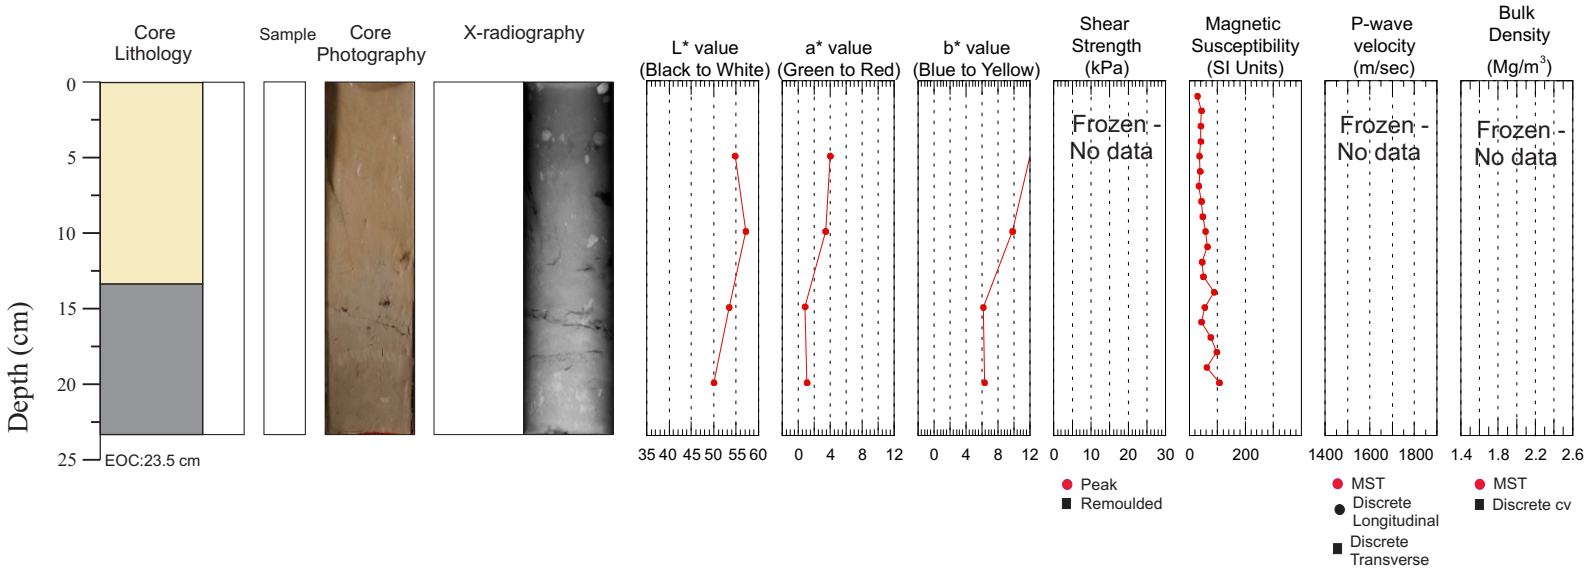 Core
Lithology
Sample
Core
Photography
X-radiography
L* value
(Black to White)
a* value
(Green to Red)
b* value
(Blue to Yellow)
Shear
Strength
(kPa)
Magnetic
Susceptibility
(SI Units)
P-wave
velocity
(m/sec)
Bulk
Density
(Mg/m³)
Depth (cm)
0
5
10
15
20
25
EOC:23.5 cm
Frozen -
No data
Frozen -
No data
Frozen -
No data
35 40 45 50 55 60
0 4 8 12
0 4 8 12
0 10 20 30
0 200
1400 1600 1800
1.4 1.8 2.2 2.6
Peak
Remoulded
MST
Discrete
Longitudinal
Discrete
Transverse
MST
Discrete cv